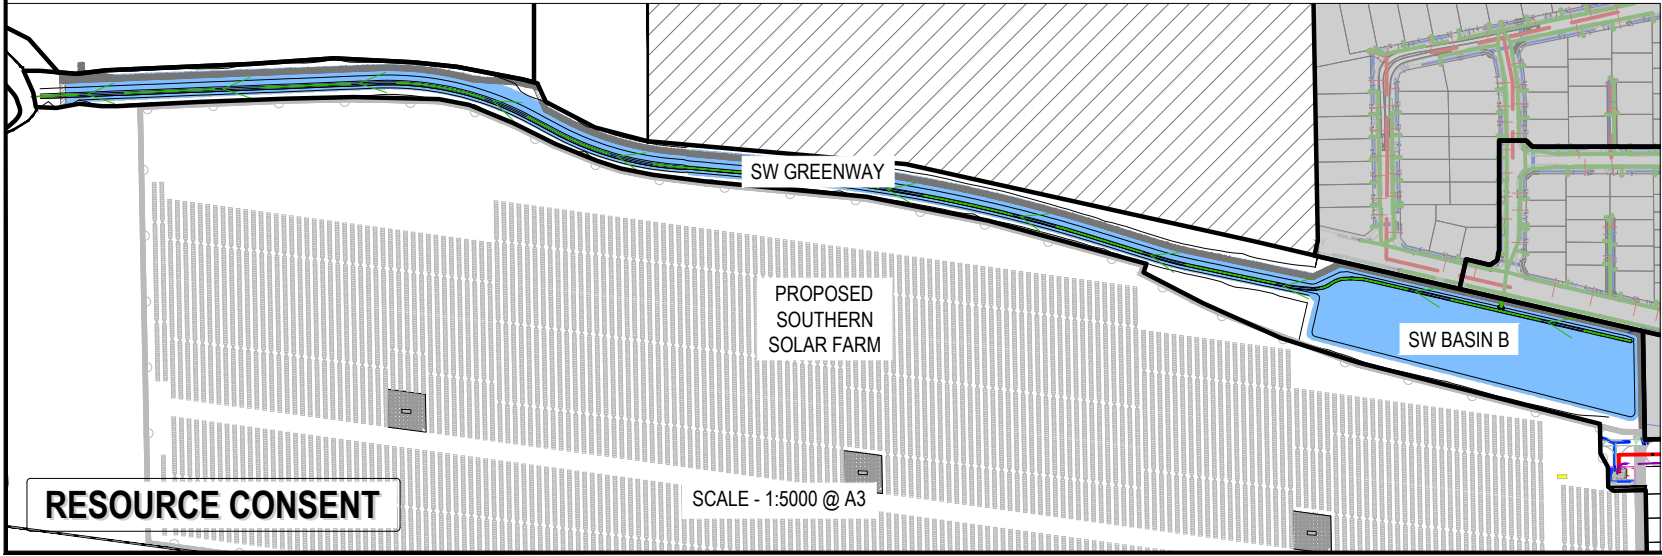 SW GREENWAY
PROPOSED
SOUTHERN
SOLAR FARM
SW BASIN B
RESOURCE CONSENT
SCALE - 1:5000 @ A3